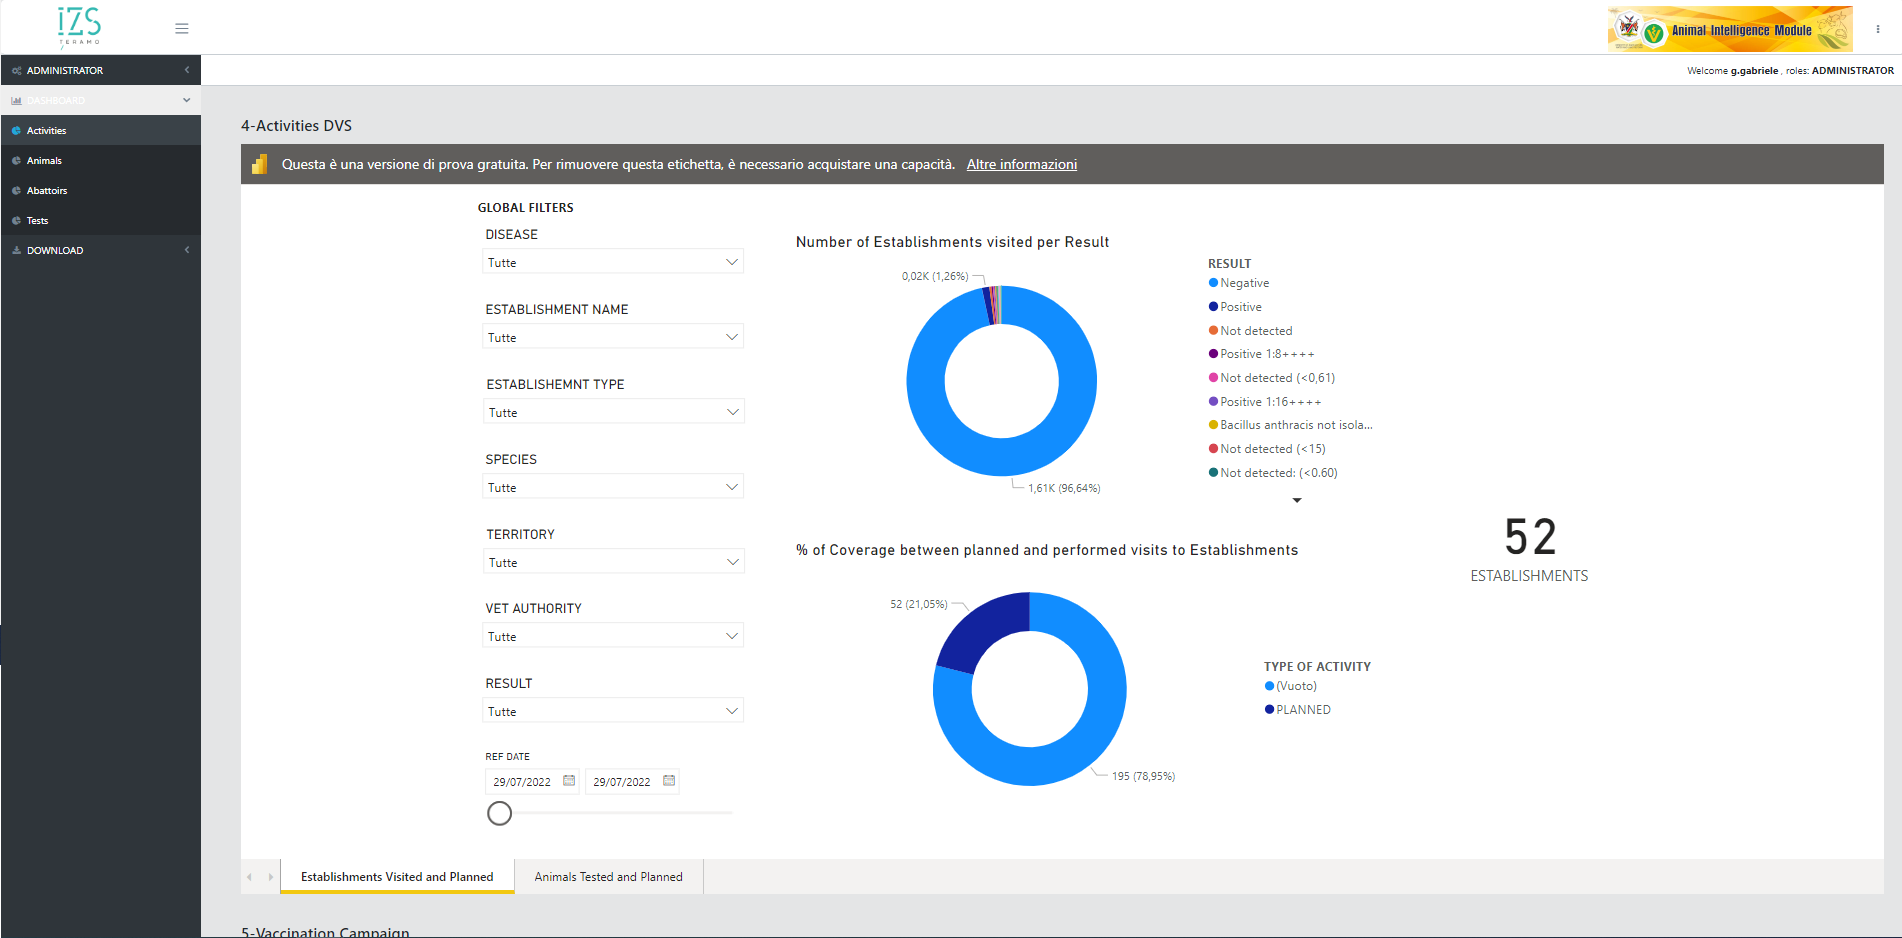 IZS
TERAMO
Animal Intelligence Module
Welcome g.gabriele , roles: ADMINISTRATOR
ADMINISTRATOR
DASHBOARD
Activities
Animals
Abattoirs
Tests
DOWNLOAD
4-Activities DVS
Questa è una versione di prova gratuita. Per rimuovere questa etichetta, è necessario acquistare una capacità. Altre informazioni
GLOBAL FILTERS
DISEASE
Tutte
ESTABLISHMENT NAME
Tutte
ESTABLISHEMNT TYPE
Tutte
SPECIES
Tutte
TERRITORY
Tutte
VET AUTHORITY
Tutte
RESULT
Tutte
REF DATE
29/07/2022 29/07/2022
Number of Establishments visited per Result
0,02K (1,26%)
1,61K (96,64%)
RESULT
Negative
Positive
Not detected
Positive 1:8++++
Not detected (<0,61)
Positive 1:16++++
Bacillus anthracis not isola...
Not detected (<15)
Not detected: (<0.60)
% of Coverage between planned and performed visits to Establishments
52 (21,05%)
195 (78,95%)
TYPE OF ACTIVITY
(Vuoto)
PLANNED
52
ESTABLISHMENTS
Establishments Visited and Planned
Animals Tested and Planned
5-Vaccination Campaign